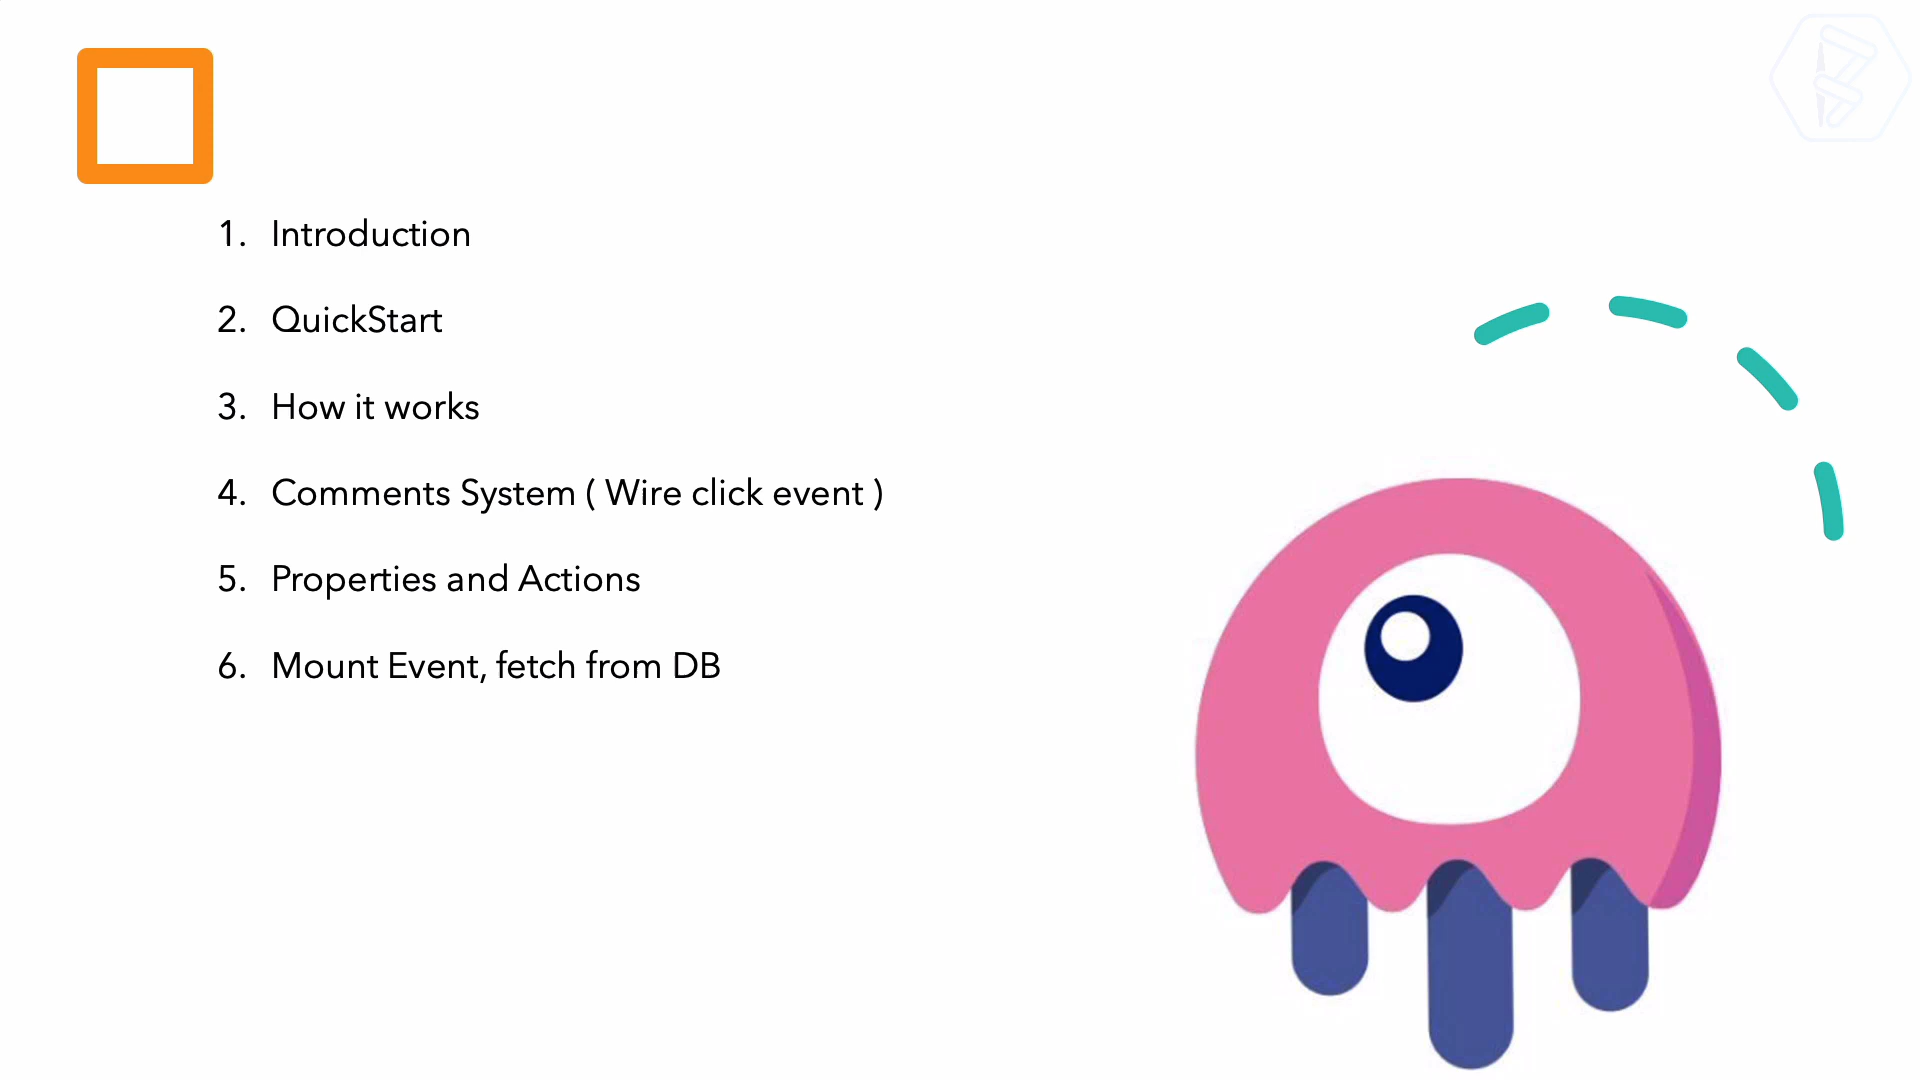 1. Introduction
2. QuickStart
3. How it works
4. Comments System ( Wire click event )
5. Properties and Actions
6. Mount Event, fetch from DB